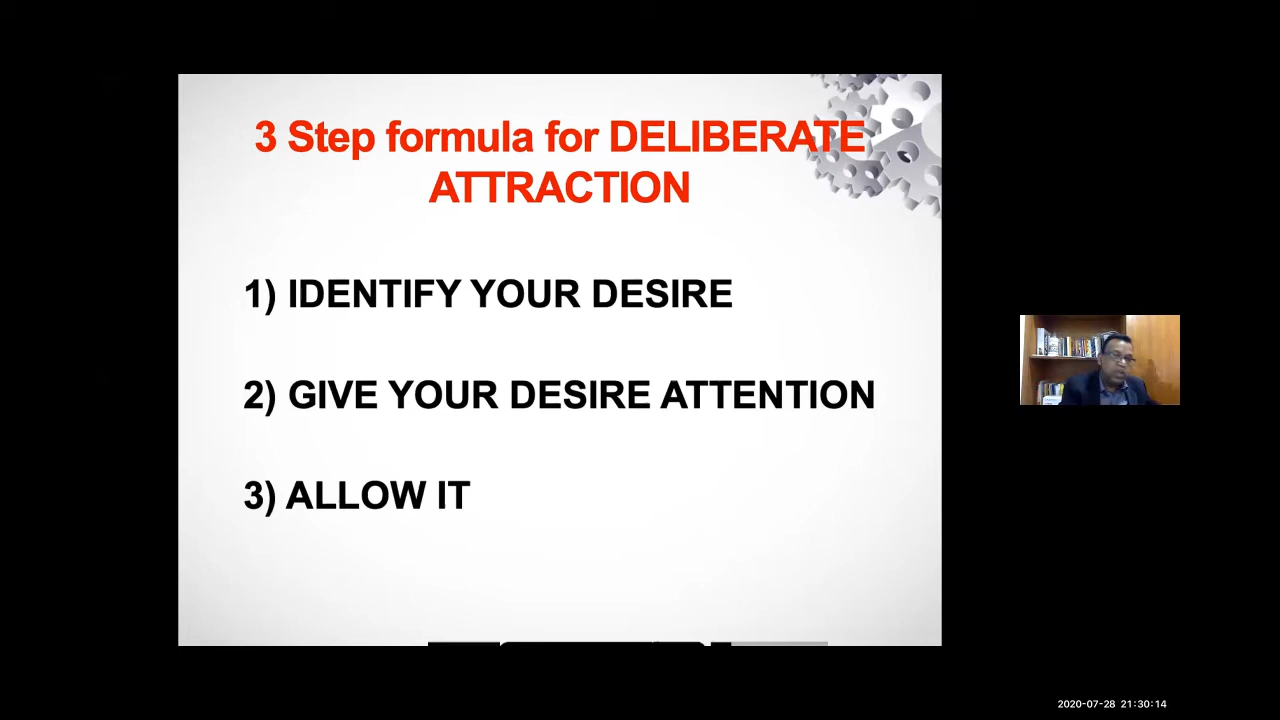 3 Step formula for DELIBERATE
ATTRACTION
1) IDENTIFY YOUR DESIRE
2) GIVE YOUR DESIRE ATTENTION
3) ALLOW IT
2020-07-28 21:30:14